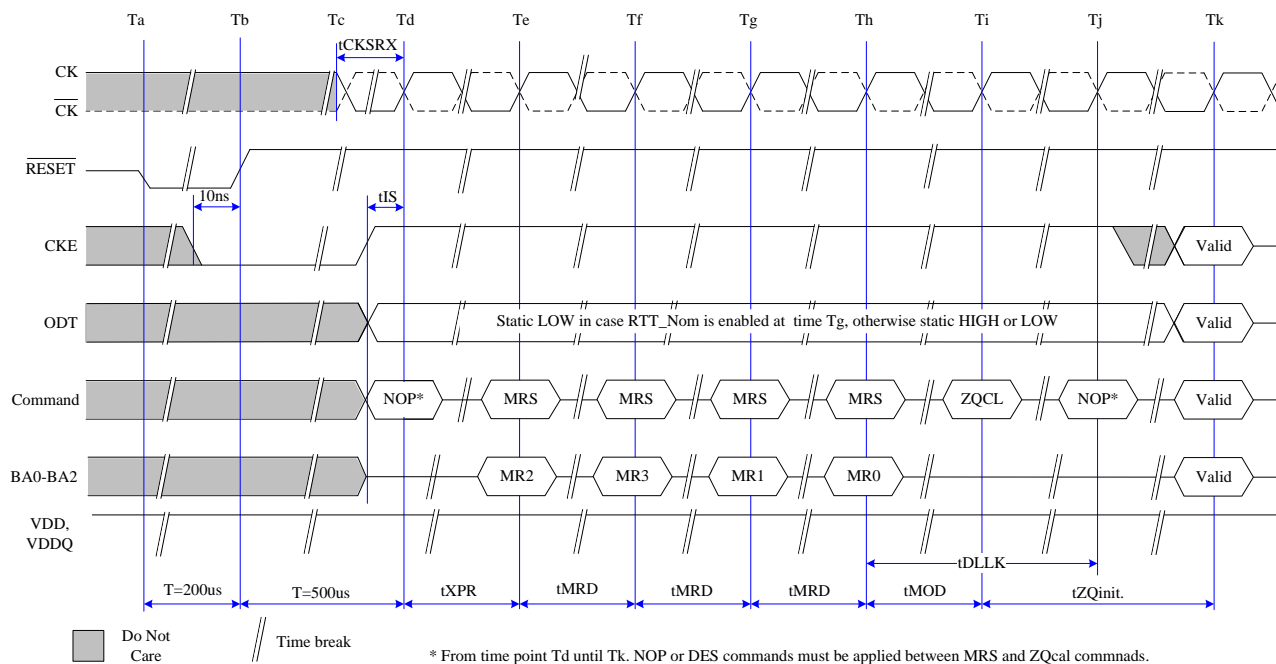 Ta Tb Tc Td Te Tf Tg Th Ti Tj Tk
tCKSRX
CK
CK
RESET
10ns tIS
CKE Valid
ODT Static LOW in case RTT_Nom is enabled at time Tg, otherwise static HIGH or LOW Valid
Command NOP* MRS MRS MRS MRS ZQCL NOP* Valid
BA0-BA2 MR2 MR3 MR1 MR0 Valid
VDD,
VDDQ
tDLLK
T=200us T=500us tXPR tMRD tMRD tMRD tMOD tZQinit.
Do Not
Care
Time break
* From time point Td until Tk. NOP or DES commands must be applied between MRS and ZQcal commnads.